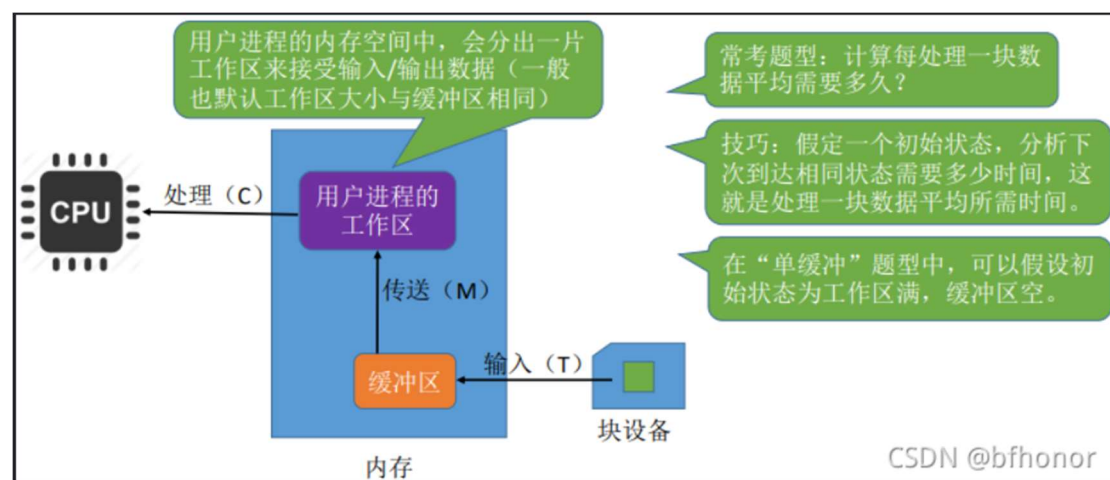 用户进程的内存空间中，会分出一片
工作区来接受输入/输出数据（一般
也默认工作区大小与缓冲区相同）
常考题型：计算每处理一块数
据平均需要多久？
技巧：假定一个初始状态，分析下
次到达相同状态需要多少时间，这
就是处理一块数据平均所需时间。
在“单缓冲”题型中，可以假设初
始状态为工作区满，缓冲区空。
CPU
处理（C）
用户进程的
工作区
传送（M）
缓冲区
输入（T）
块设备
内存
CSDN @bfhonor